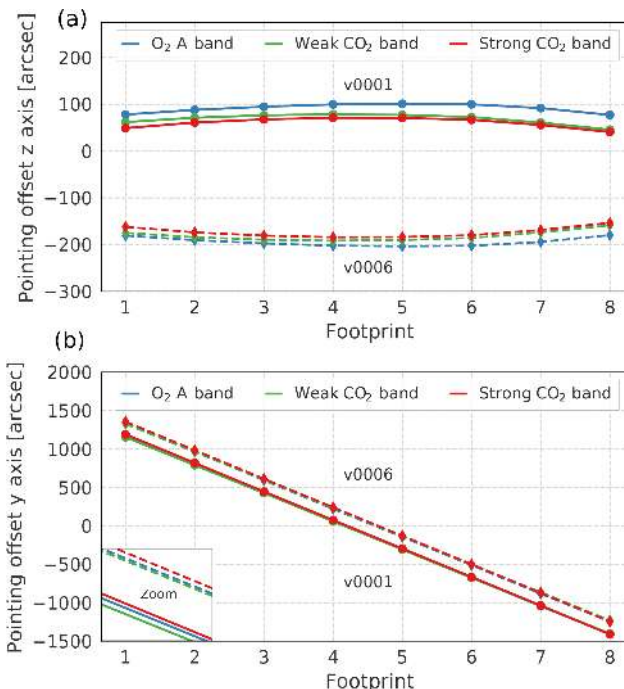 (a)
Pointing offset z axis [arcsec]
O₂ A band Weak CO₂ band Strong CO₂ band
v0001
v0006
200
100
0
−100
−200
−300
1 2 3 4 5 6 7 8
Footprint
(b)
Pointing offset y axis [arcsec]
O₂ A band Weak CO₂ band Strong CO₂ band
v0006
v0001
Zoom
2000
1500
1000
500
0
−500
−1000
−1500
1 2 3 4 5 6 7 8
Footprint